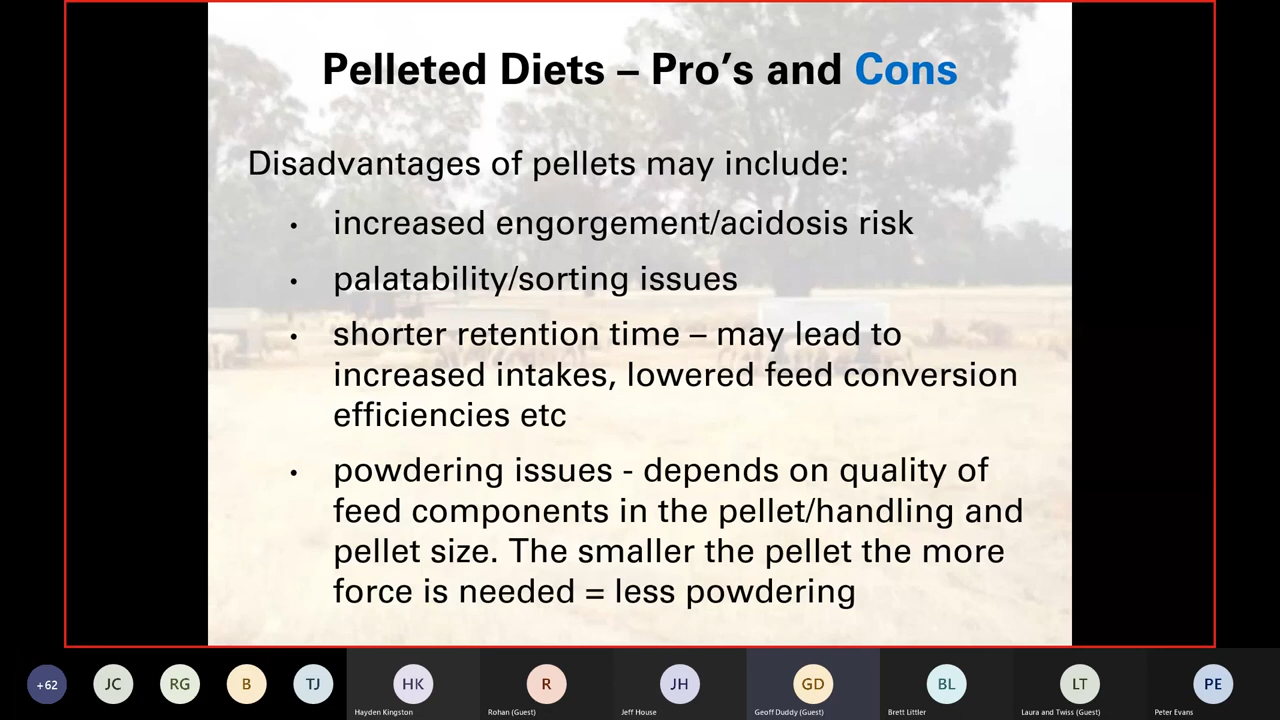 Pelleted Diets – Pro’s and Cons
Disadvantages of pellets may include:
• increased engorgement/acidosis risk
• palatability/sorting issues
• shorter retention time – may lead to
increased intakes, lowered feed conversion
efficiencies etc
• powdering issues - depends on quality of
feed components in the pellet/handling and
pellet size. The smaller the pellet the more
force is needed = less powdering
+62
JC
RG
B
TJ
HK
R
JH
GD
BL
LT
PE
Hayden Kingston
Rohan (Guest)
Jeff House
Geoff Duddy (Guest)
Brett Littler
Laura and Twiss (Guest)
Peter Evans